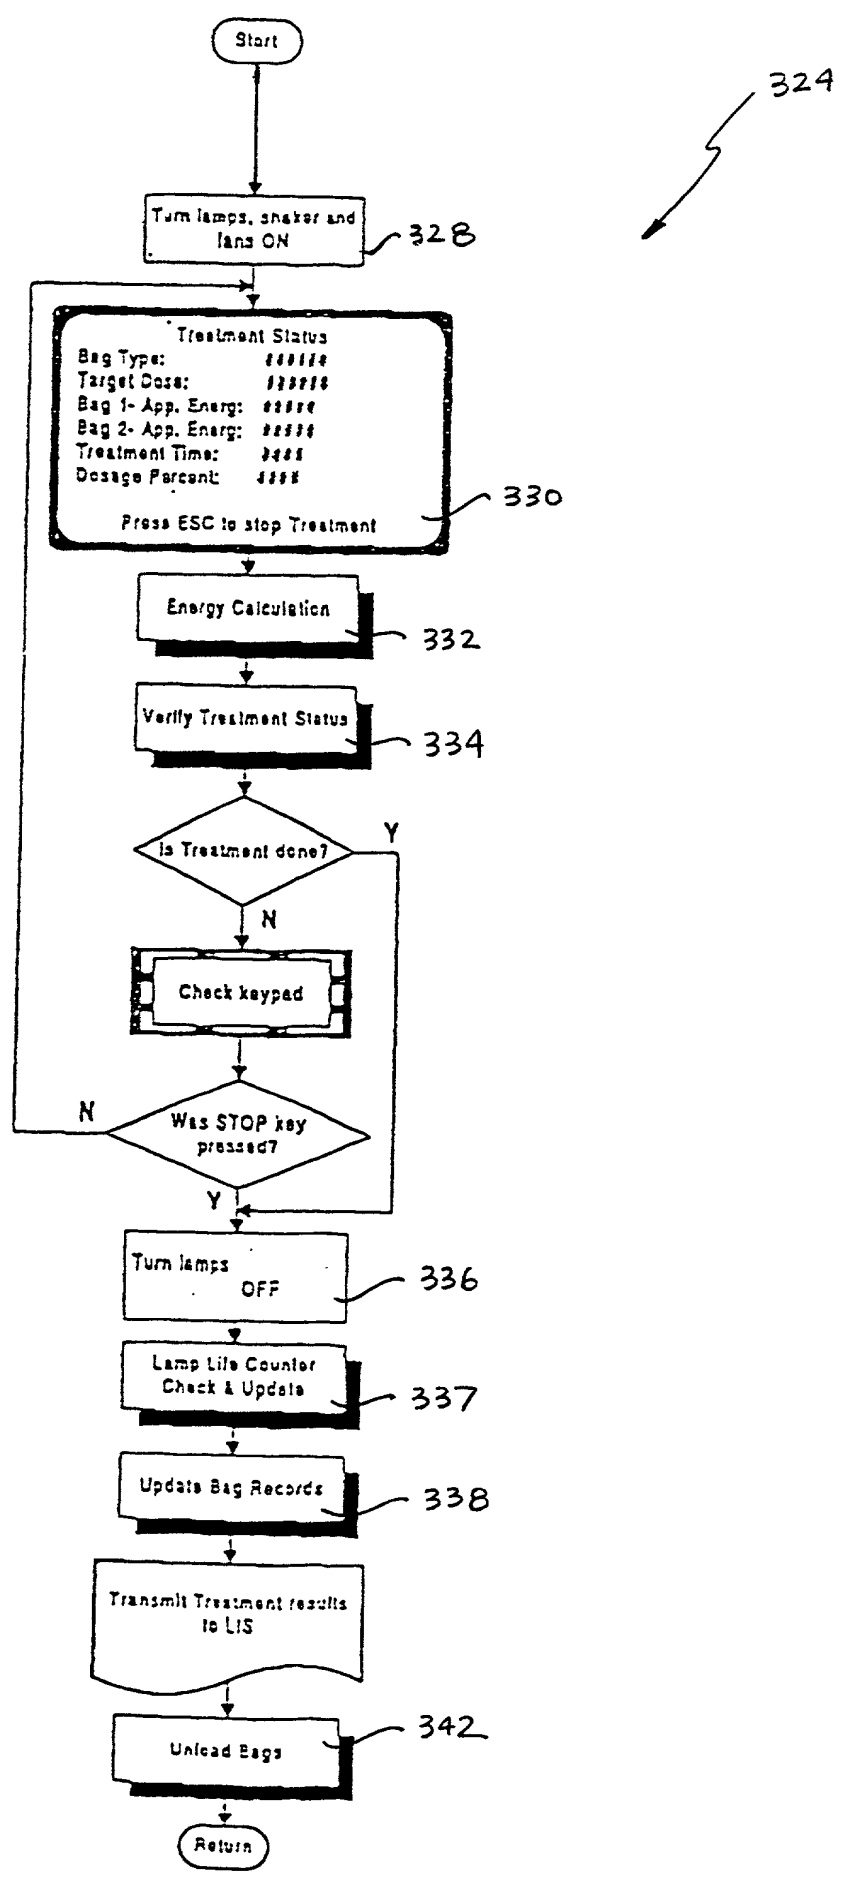 Start
324
Turn lamps, shaker and
fans ON
328
Treatment Status
Bag Type: ######
Target Dose: ######
Bag 1- App. Energ: #####
Bag 2- App. Energ: #####
Treatment Time: ####
Dosage Percent: ####
330
Press ESC to stop Treatment
Energy Calculation
332
Verify Treatment Status
334
Y
Is Treatment done?
N
Check keypad
N
Was STOP key
pressed?
Y
Turn lamps
OFF
336
Lamp Life Counter
Check & Update
337
Update Bag Records
338
Transmit Treatment results
to LIS
342
Unload Bags
Return